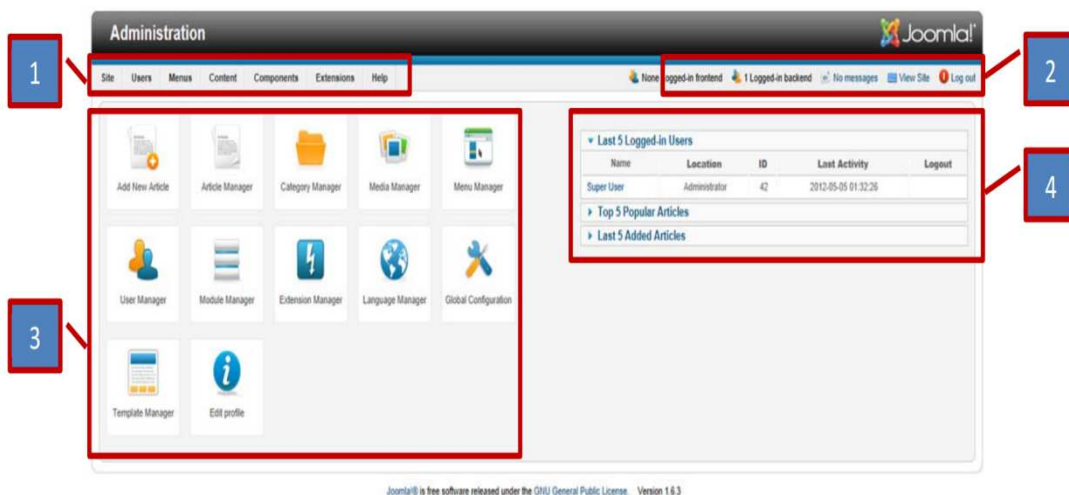 Administration
Joomla!
1
2
Site Users Menus Content Components Extensions Help
None logged-in frontend 1 Logged-in backend No messages View Site Log out
Add New Article Article Manager Category Manager Media Manager Menu Manager
User Manager Module Manager Extension Manager Language Manager Global Configuration
Template Manager Edit profile
3
Last 5 Logged-in Users
Name Location ID Last Activity Logout
Super User Administrator 42 2012-05-05 01:32:26
Top 5 Popular Articles
Last 5 Added Articles
4
Joomla!® is free software released under the GNU General Public License. Version 1.6.3